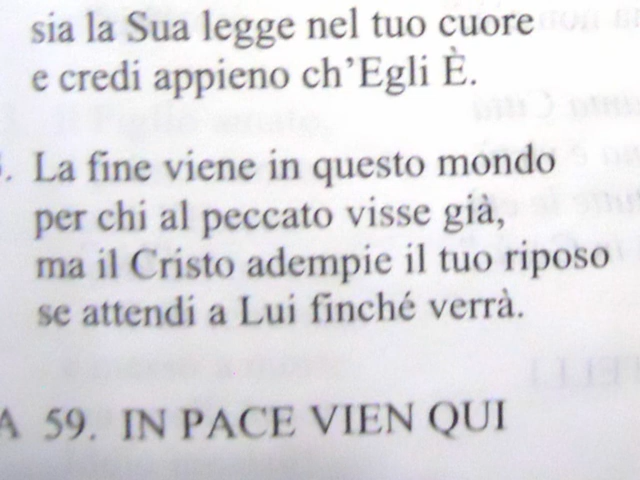 sia la Sua legge nel tuo cuore
e credi appieno ch'Egli È.
. La fine viene in questo mondo
per chi al peccato visse già,
ma il Cristo adempie il tuo riposo
se attendi a Lui finché verrà.
A 59. IN PACE VIEN QUI